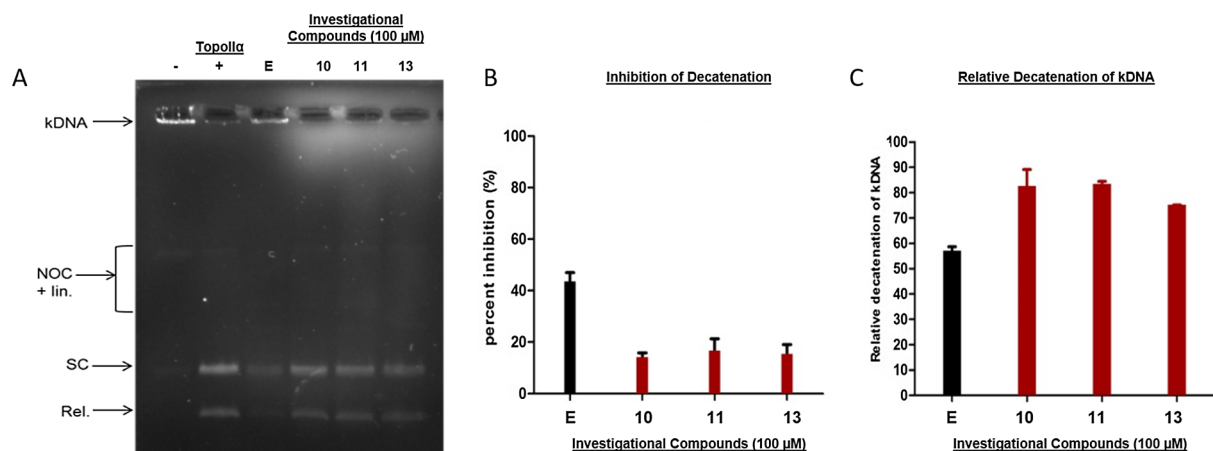 A
TopoIIα
Investigational
Compounds (100 µM)
- + E 10 11 13
kDNA
NOC
+ lin.
SC
Rel.
B
Inhibition of Decatenation
percent inhibition (%)
100
80
60
40
20
0
E 10 11 13
Investigational Compounds (100 µM)
C
Relative Decatenation of kDNA
Relative decatenation of kDNA
100
90
80
70
60
50
40
30
20
10
0
E 10 11 13
Investigational Compounds (100 µM)